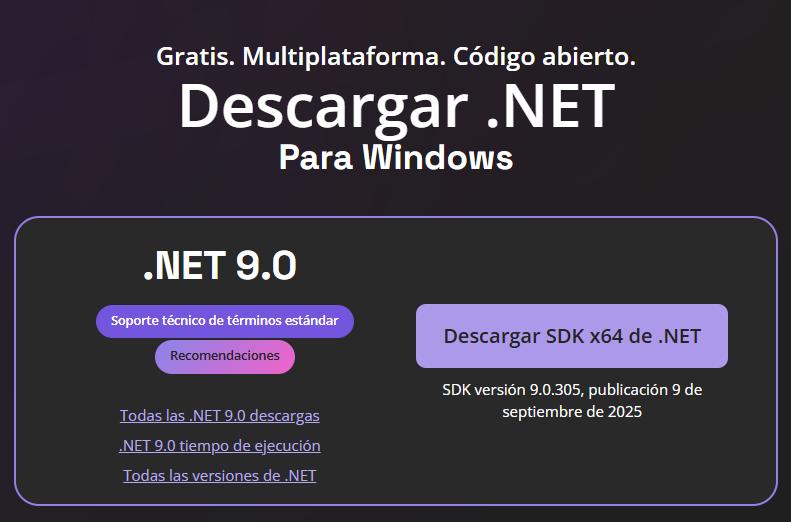 Gratis. Multiplataforma. Código abierto.
Descargar .NET
Para Windows
.NET 9.0
Soporte técnico de términos estándar
Recomendaciones
Todas las .NET 9.0 descargas
.NET 9.0 tiempo de ejecución
Todas las versiones de .NET
Descargar SDK x64 de .NET
SDK versión 9.0.305, publicación 9 de
septiembre de 2025